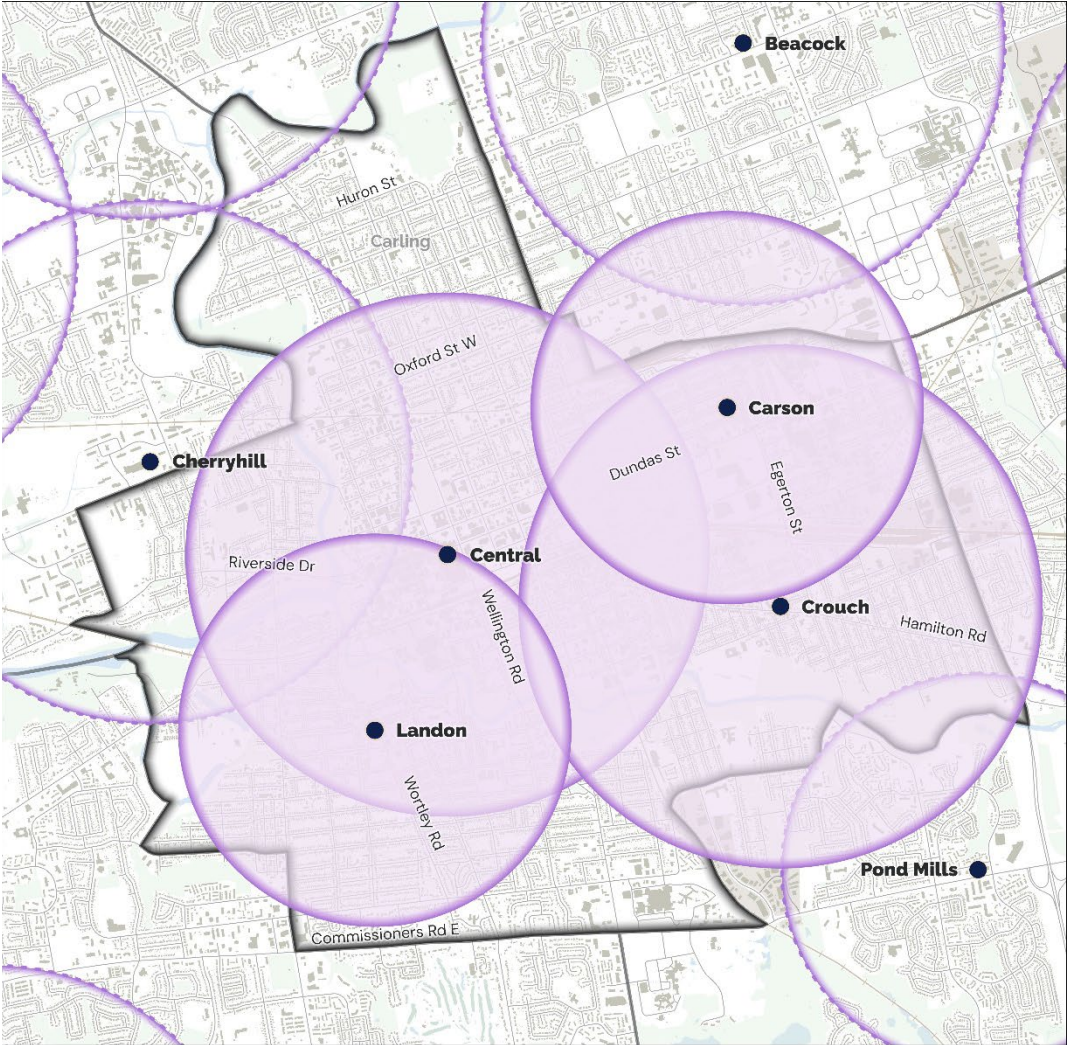 Beacock
Huron St
Carling
Oxford St W
Carson
Dundas St
Cherryhill
Egerton St
Central
Riverside Dr
Wellington Rd
Crouch
Hamilton Rd
Landon
Wortley Rd
Pond Mills
Commissioners Rd E